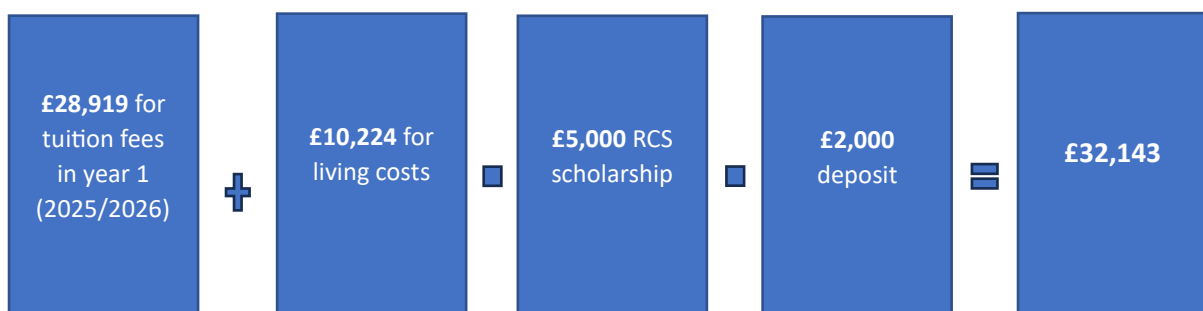 £28,919 for
tuition fees
in year 1
(2025/2026)
£10,224 for
living costs
£5,000 RCS
scholarship
£2,000
deposit
£32,143